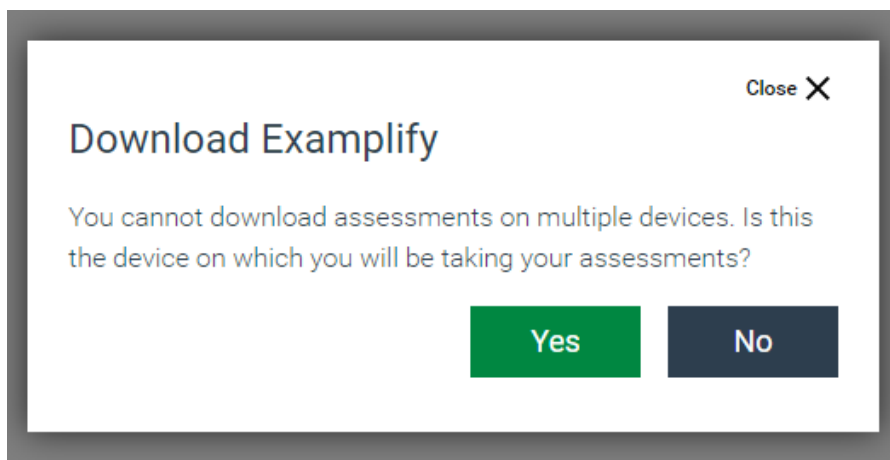 Close
Download Examplify
You cannot download assessments on multiple devices. Is this
the device on which you will be taking your assessments?
Yes No